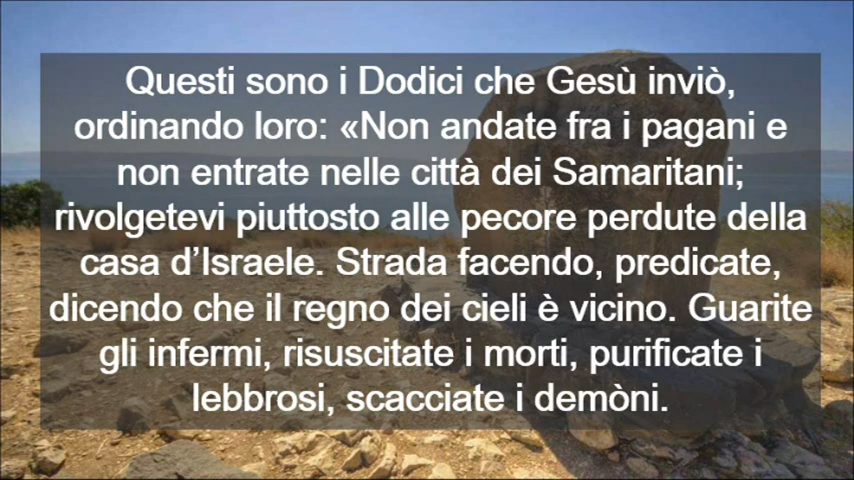 Questi sono i Dodici che Gesù inviò,
ordinando loro: «Non andate fra i pagani e
non entrate nelle città dei Samaritani;
rivolgetevi piuttosto alle pecore perdute della
casa d’Israele. Strada facendo, predicate,
dicendo che il regno dei cieli è vicino. Guarite
gli infermi, risuscitate i morti, purificate i
lebbrosi, scacciate i demòni.